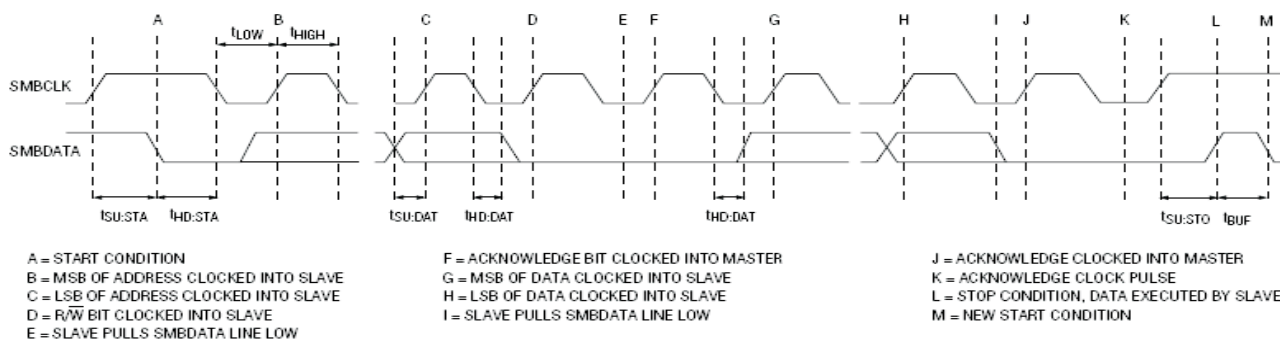 A B C D E F G H I J K L M
tLOW tHIGH
SMBCLK
SMBDATA
tSU:STA tHD:STA tSU:DAT tHD:DAT tHD:DAT tSU:STO tBUF
A = START CONDITION
B = MSB OF ADDRESS CLOCKED INTO SLAVE
C = LSB OF ADDRESS CLOCKED INTO SLAVE
D = R/W̅ BIT CLOCKED INTO SLAVE
E = SLAVE PULLS SMBDATA LINE LOW
F = ACKNOWLEDGE BIT CLOCKED INTO MASTER
G = MSB OF DATA CLOCKED INTO SLAVE
H = LSB OF DATA CLOCKED INTO SLAVE
I = SLAVE PULLS SMBDATA LINE LOW
J = ACKNOWLEDGE CLOCKED INTO MASTER
K = ACKNOWLEDGE CLOCK PULSE
L = STOP CONDITION, DATA EXECUTED BY SLAVE
M = NEW START CONDITION